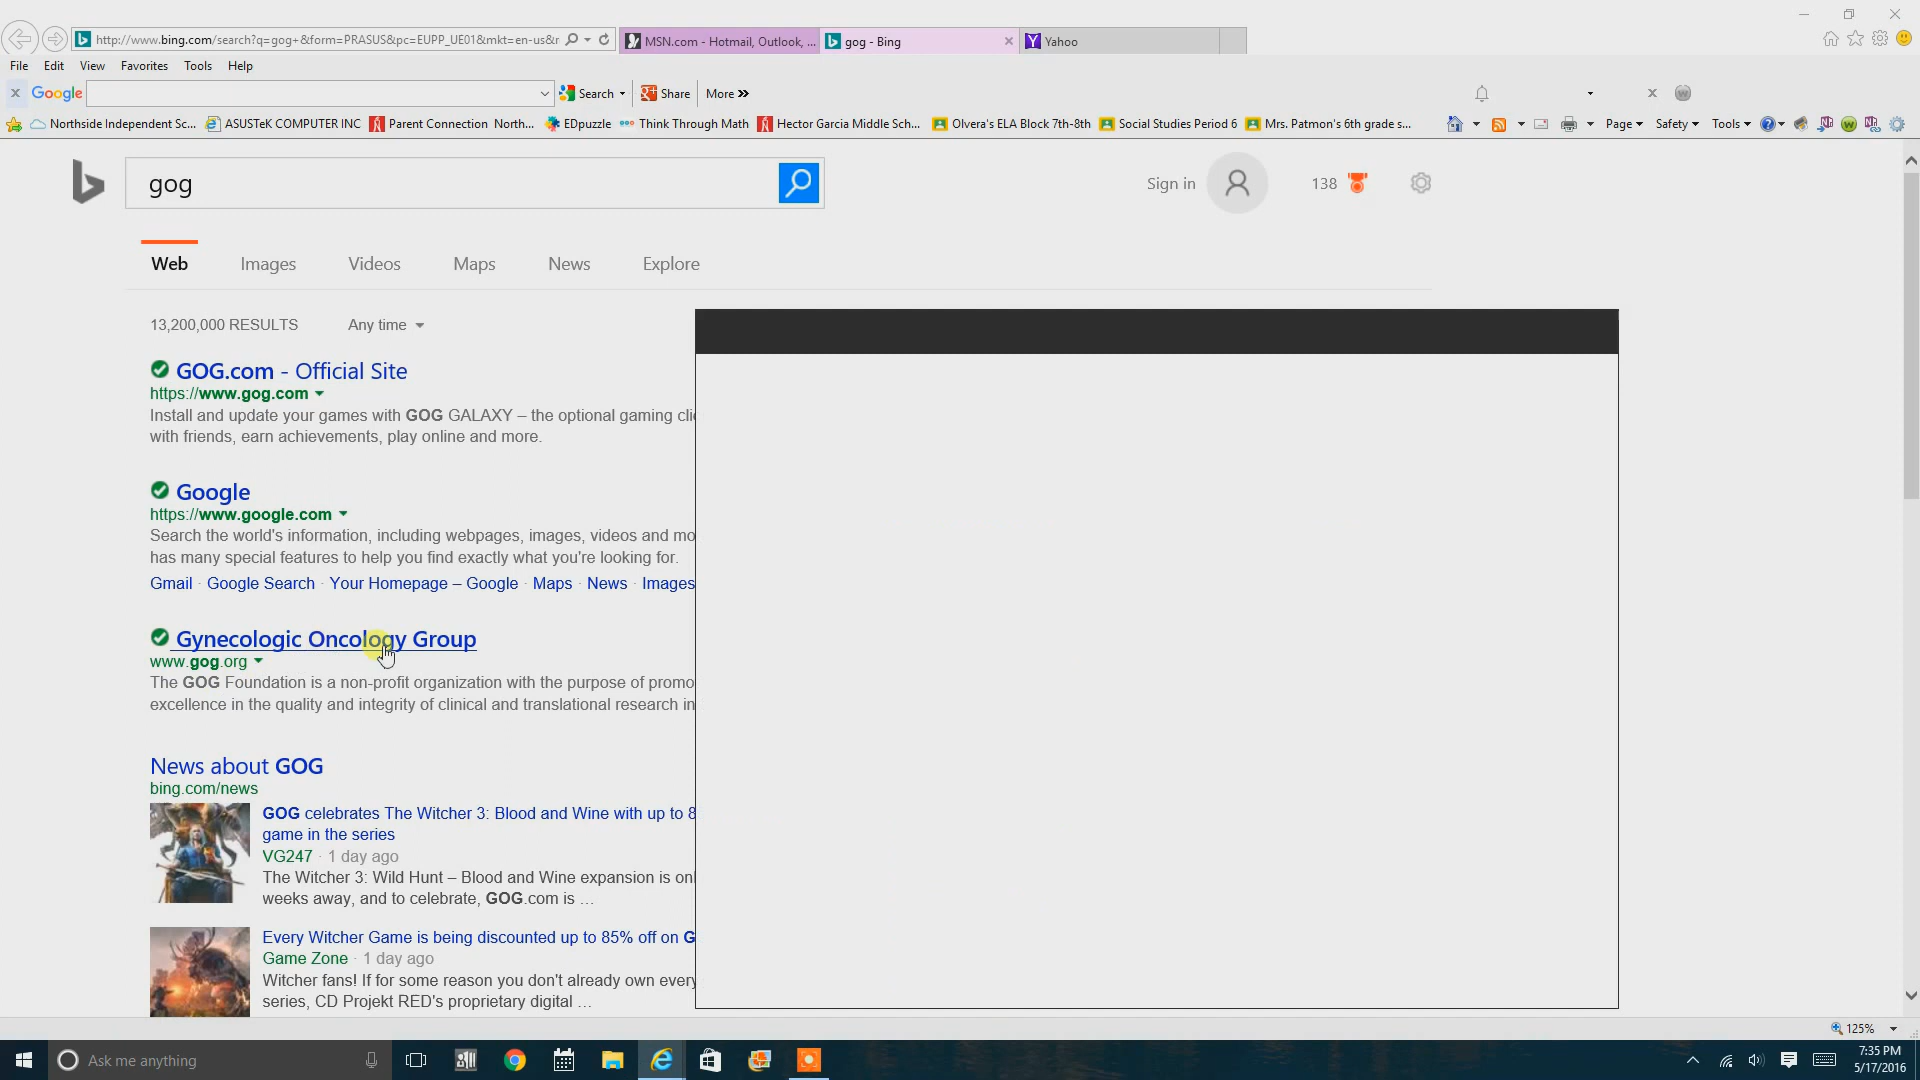 http://www.bing.com/search?q=gog+&form=PRASUS&pc=EUPP_UE01&mkt=en-us&r
MSN.com - Hotmail, Outlook, ...
gog - Bing
Yahoo
File Edit View Favorites Tools Help
x Google Search Share More »
Northside Independent Sc... ASUSTeK COMPUTER INC Parent Connection North... EDpuzzle Think Through Math Hector Garcia Middle Sch... Olvera's ELA Block 7th-8th Social Studies Period 6 Mrs. Patmon's 6th grade s... Page Safety Tools
gog
Sign in 138
Web Images Videos Maps News Explore
13,200,000 RESULTS Any time
GOG.com - Official Site
https://www.gog.com
Install and update your games with GOG GALAXY – the optional gaming cli
with friends, earn achievements, play online and more.
Google
https://www.google.com
Search the world's information, including webpages, images, videos and mo
has many special features to help you find exactly what you're looking for.
Gmail · Google Search · Your Homepage – Google · Maps · News · Images
Gynecologic Oncology Group
www.gog.org
The GOG Foundation is a non-profit organization with the purpose of promo
excellence in the quality and integrity of clinical and translational research in
News about GOG
bing.com/news
GOG celebrates The Witcher 3: Blood and Wine with up to 8
game in the series
VG247 · 1 day ago
The Witcher 3: Wild Hunt – Blood and Wine expansion is onl
weeks away, and to celebrate, GOG.com is ...
Every Witcher Game is being discounted up to 85% off on G
Game Zone · 1 day ago
Witcher fans! If for some reason you don't already own every
series, CD Projekt RED's proprietary digital ...
125%
Ask me anything
7:35 PM
5/17/2016